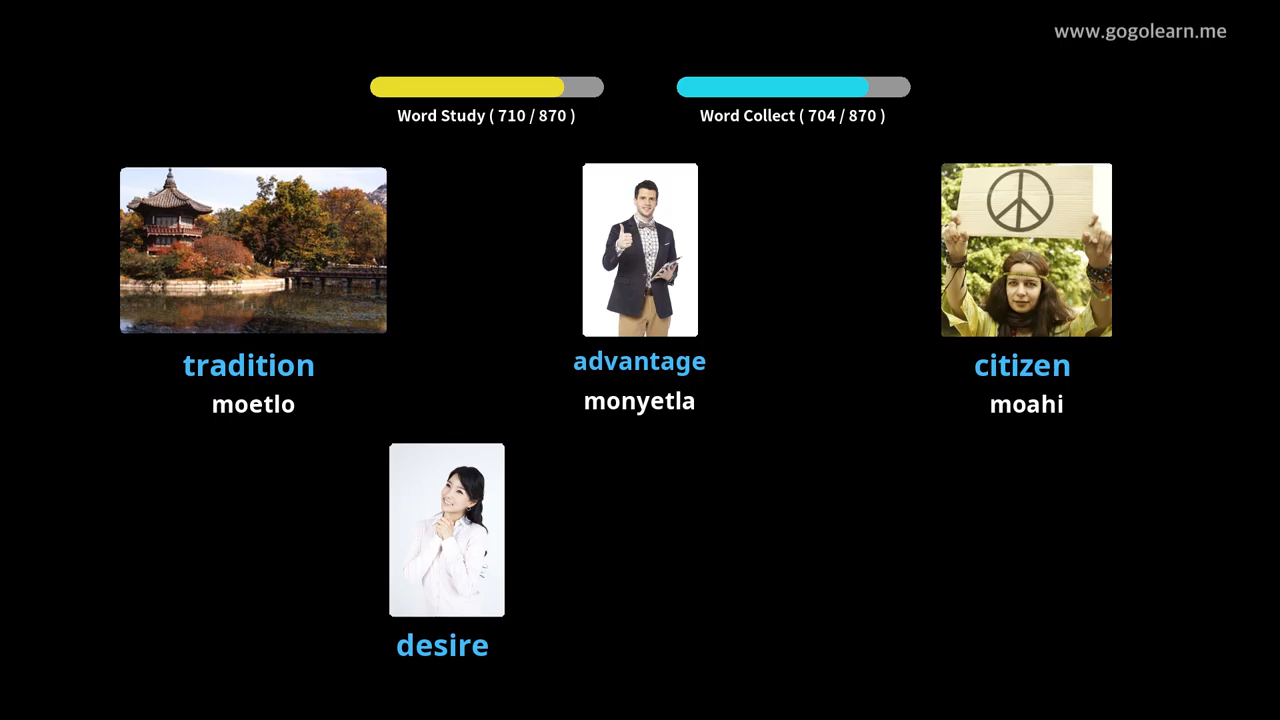 www.gogolearn.me
Word Study ( 710 / 870 )
Word Collect ( 704 / 870 )
tradition
moetlo
advantage
monyetla
citizen
moahi
desire